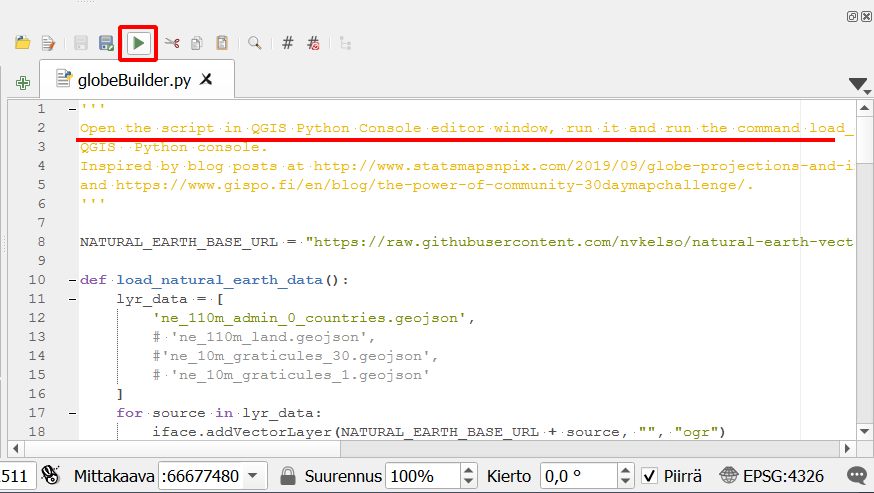 globeBuilder.py
1 '''
2 Open the script in QGIS Python Console editor window, run it and run the command load_
3 QGIS  Python console.
4 Inspired by blog posts at http://www.statsmapsnpix.com/2019/09/globe-projections-and-i
5 and https://www.gispo.fi/en/blog/the-power-of-community-30daymapchallenge/.
6 '''
7
8 NATURAL_EARTH_BASE_URL = "https://raw.githubusercontent.com/nvkelso/natural-earth-vect
9
10 def load_natural_earth_data():
11 lyr_data = [
12 'ne_110m_admin_0_countries.geojson',
13 # 'ne_110m_land.geojson',
14 #'ne_10m_graticules_30.geojson',
15 # 'ne_10m_graticules_1.geojson'
16 ]
17 for source in lyr_data:
18 iface.addVectorLayer(NATURAL_EARTH_BASE_URL + source, "", "ogr")
2511 Mittakaava :66677480 Suurennus 100% Kierto 0,0 ° Piirrä EPSG:4326